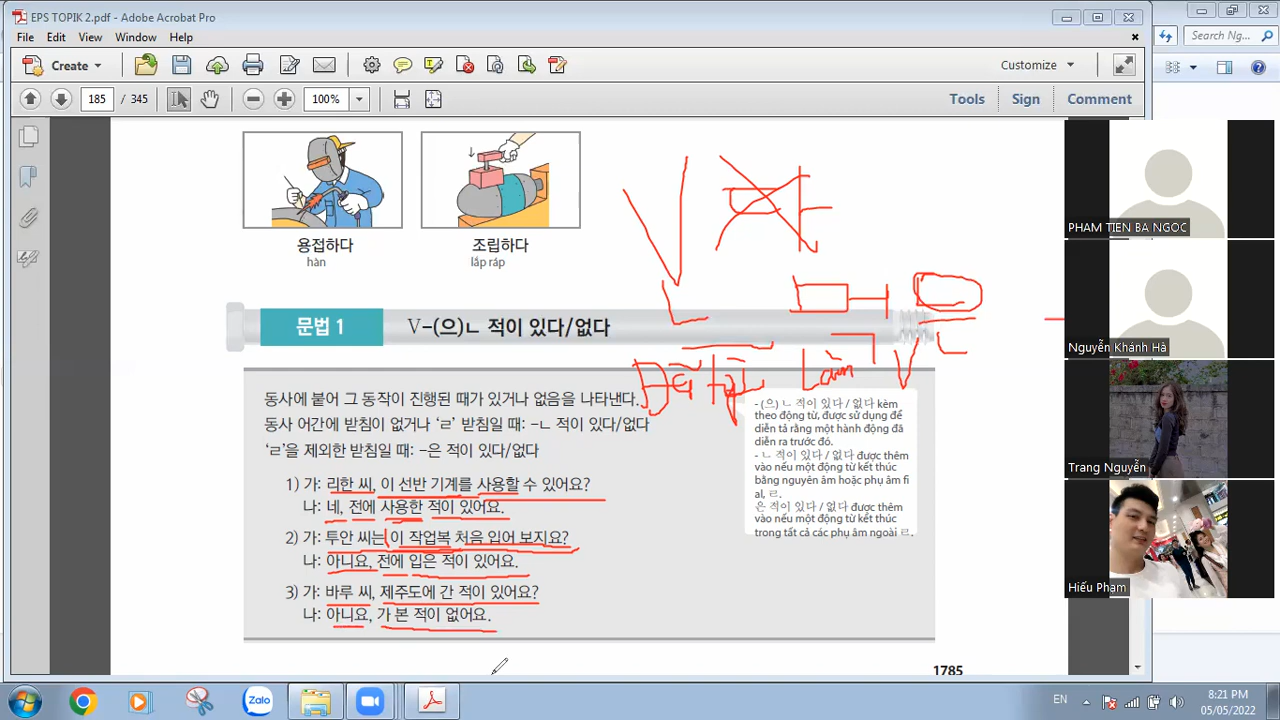 EPS TOPIK 2.pdf - Adobe Acrobat Pro
File Edit View Window Help
Create
Customize
185 / 345
100%
Tools Sign Comment
Search Ng...
용접하다
hàn
조립하다
lắp ráp
문법 1
V-(으)ㄴ 적이 있다/없다
Đã từng làm
동사에 붙어 그 동작이 진행된 때가 있거나 없음을 나타낸다.
동사 어간에 받침이 없거나 ‘ㄹ’ 받침일 때: -ㄴ 적이 있다/없다
‘ㄹ’을 제외한 받침일 때: -은 적이 있다/없다
1) 가: 리한 씨, 이 선반 기계를 사용할 수 있어요?
나: 네, 전에 사용한 적이 있어요.
2) 가: 투안 씨는 이 작업복 처음 입어 보지요?
나: 아니요, 전에 입은 적이 있어요.
3) 가: 바루 씨, 제주도에 간 적이 있어요?
나: 아니요, 가 본 적이 없어요.
- (으) ㄴ 적이 있다 / 없다 kèm
theo động từ, được sử dụng để
diễn tả rằng một hành động đã
diễn ra trước đó.
- ㄴ 적이 있다 / 없다 được thêm
vào nếu một động từ kết thúc
bằng nguyên âm hoặc phụ âm fi
al, ㄹ.
은 적이 있다 / 없다 được thêm
vào nếu một động từ kết thúc
trong tất cả các phụ âm ngoài ㄹ.
1785
PHAM TIEN BA NGOC
Nguyễn Khánh Hà
Trang Nguyễn
Hiếu Phạm
Zalo
EN
8:21 PM
05/05/2022